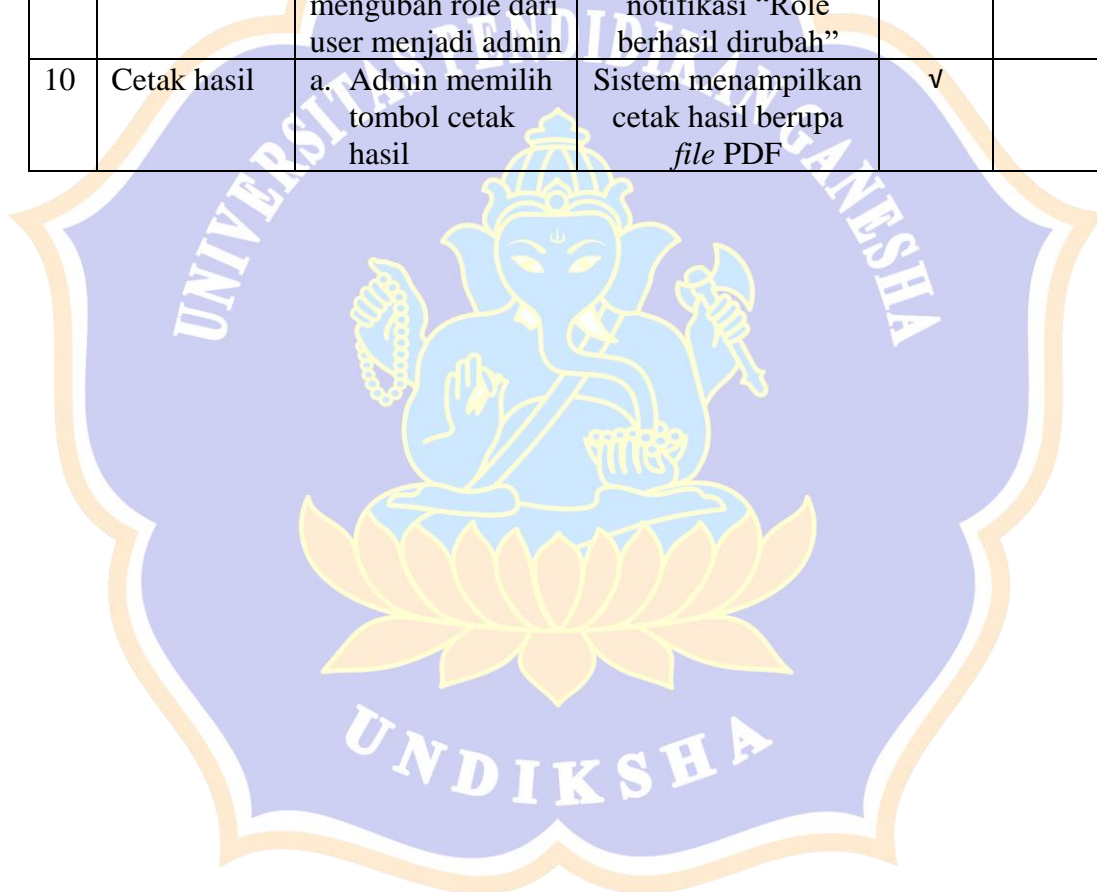 mengubah role dari
user menjadi admin
notifikasi “Role
berhasil dirubah”
10
Cetak hasil
a. Admin memilih
tombol cetak
hasil
Sistem menampilkan
cetak hasil berupa
file PDF
√
UNIVERSITAS PENDIDIKAN GANESHA
UNDIKSHA